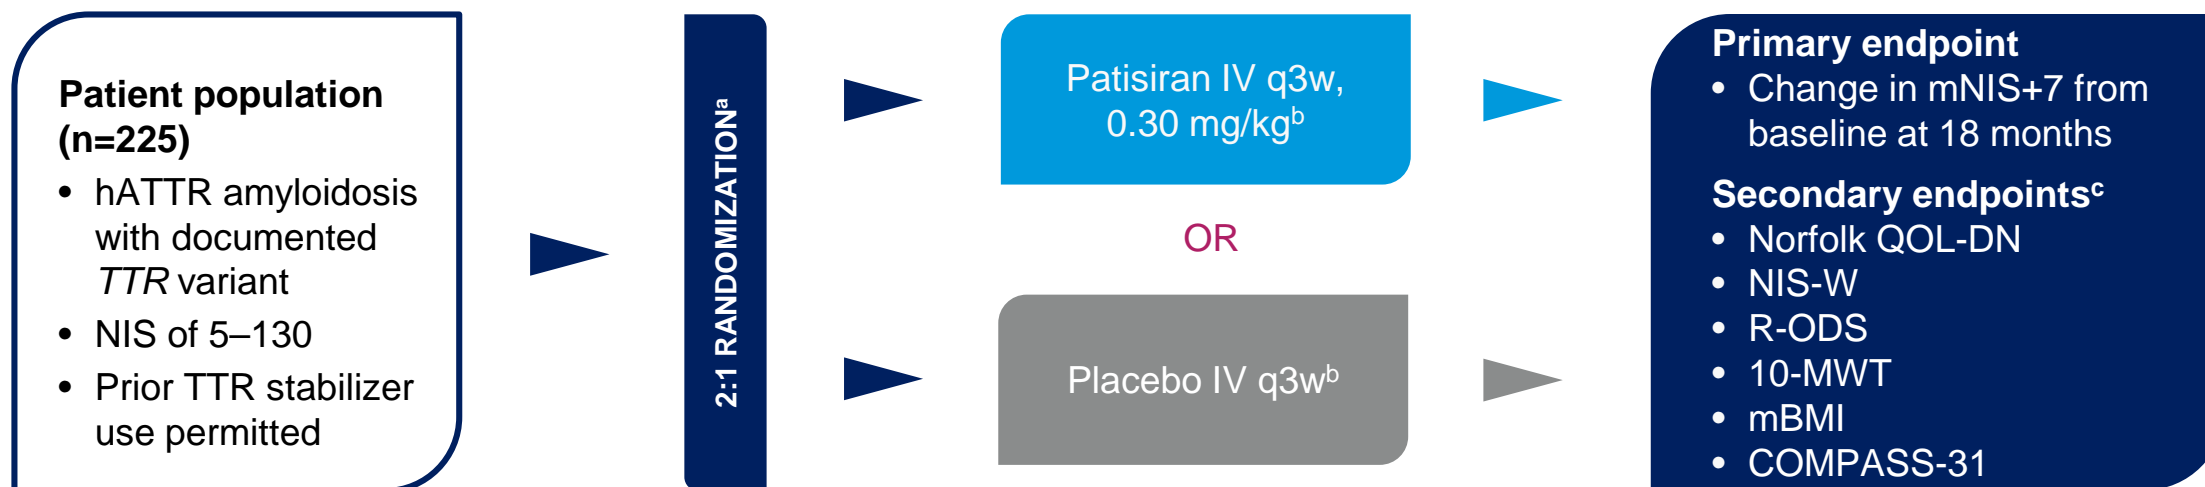 Patient population
(n=225)
• hATTR amyloidosis
with documented
TTR variant
• NIS of 5–130
• Prior TTR stabilizer
use permitted
2:1 RANDOMIZATIONᵃ
Patisiran IV q3w,
0.30 mg/kgᵇ
OR
Placebo IV q3wᵇ
Primary endpoint
• Change in mNIS+7 from
baseline at 18 months
Secondary endpointsᶜ
• Norfolk QOL-DN
• NIS-W
• R-ODS
• 10-MWT
• mBMI
• COMPASS-31